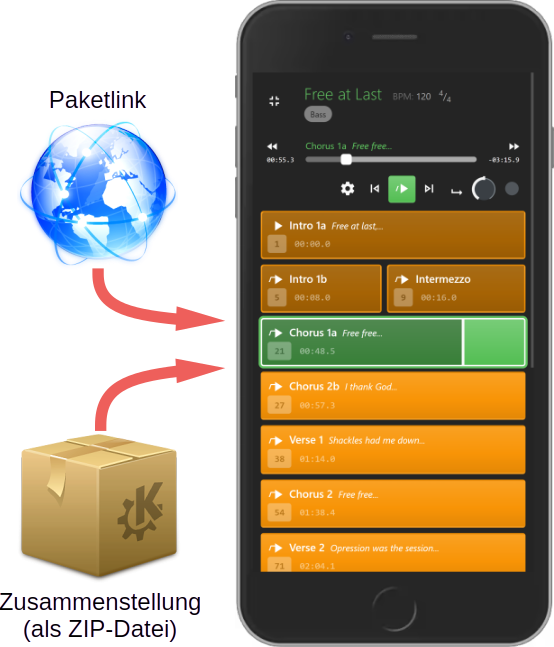 Paketlink
Free at Last BPM: 120 4/4
Bass
Chorus 1a Free free...
00:55.3 -03:15.9
Intro 1a Free at last,...
1 00:00.0
Intro 1b
5 00:08.0
Intermezzo
9 00:16.0
Chorus 1a Free free...
21 00:48.5
Chorus 2b I thank God...
27 00:57.3
Verse 1 Shackles had me down...
38 01:14.0
Chorus 2 Free free...
54 01:38.4
Verse 2 Opression was the session...
71 02:04.1
K
Zusammenstellung
(als ZIP-Datei)